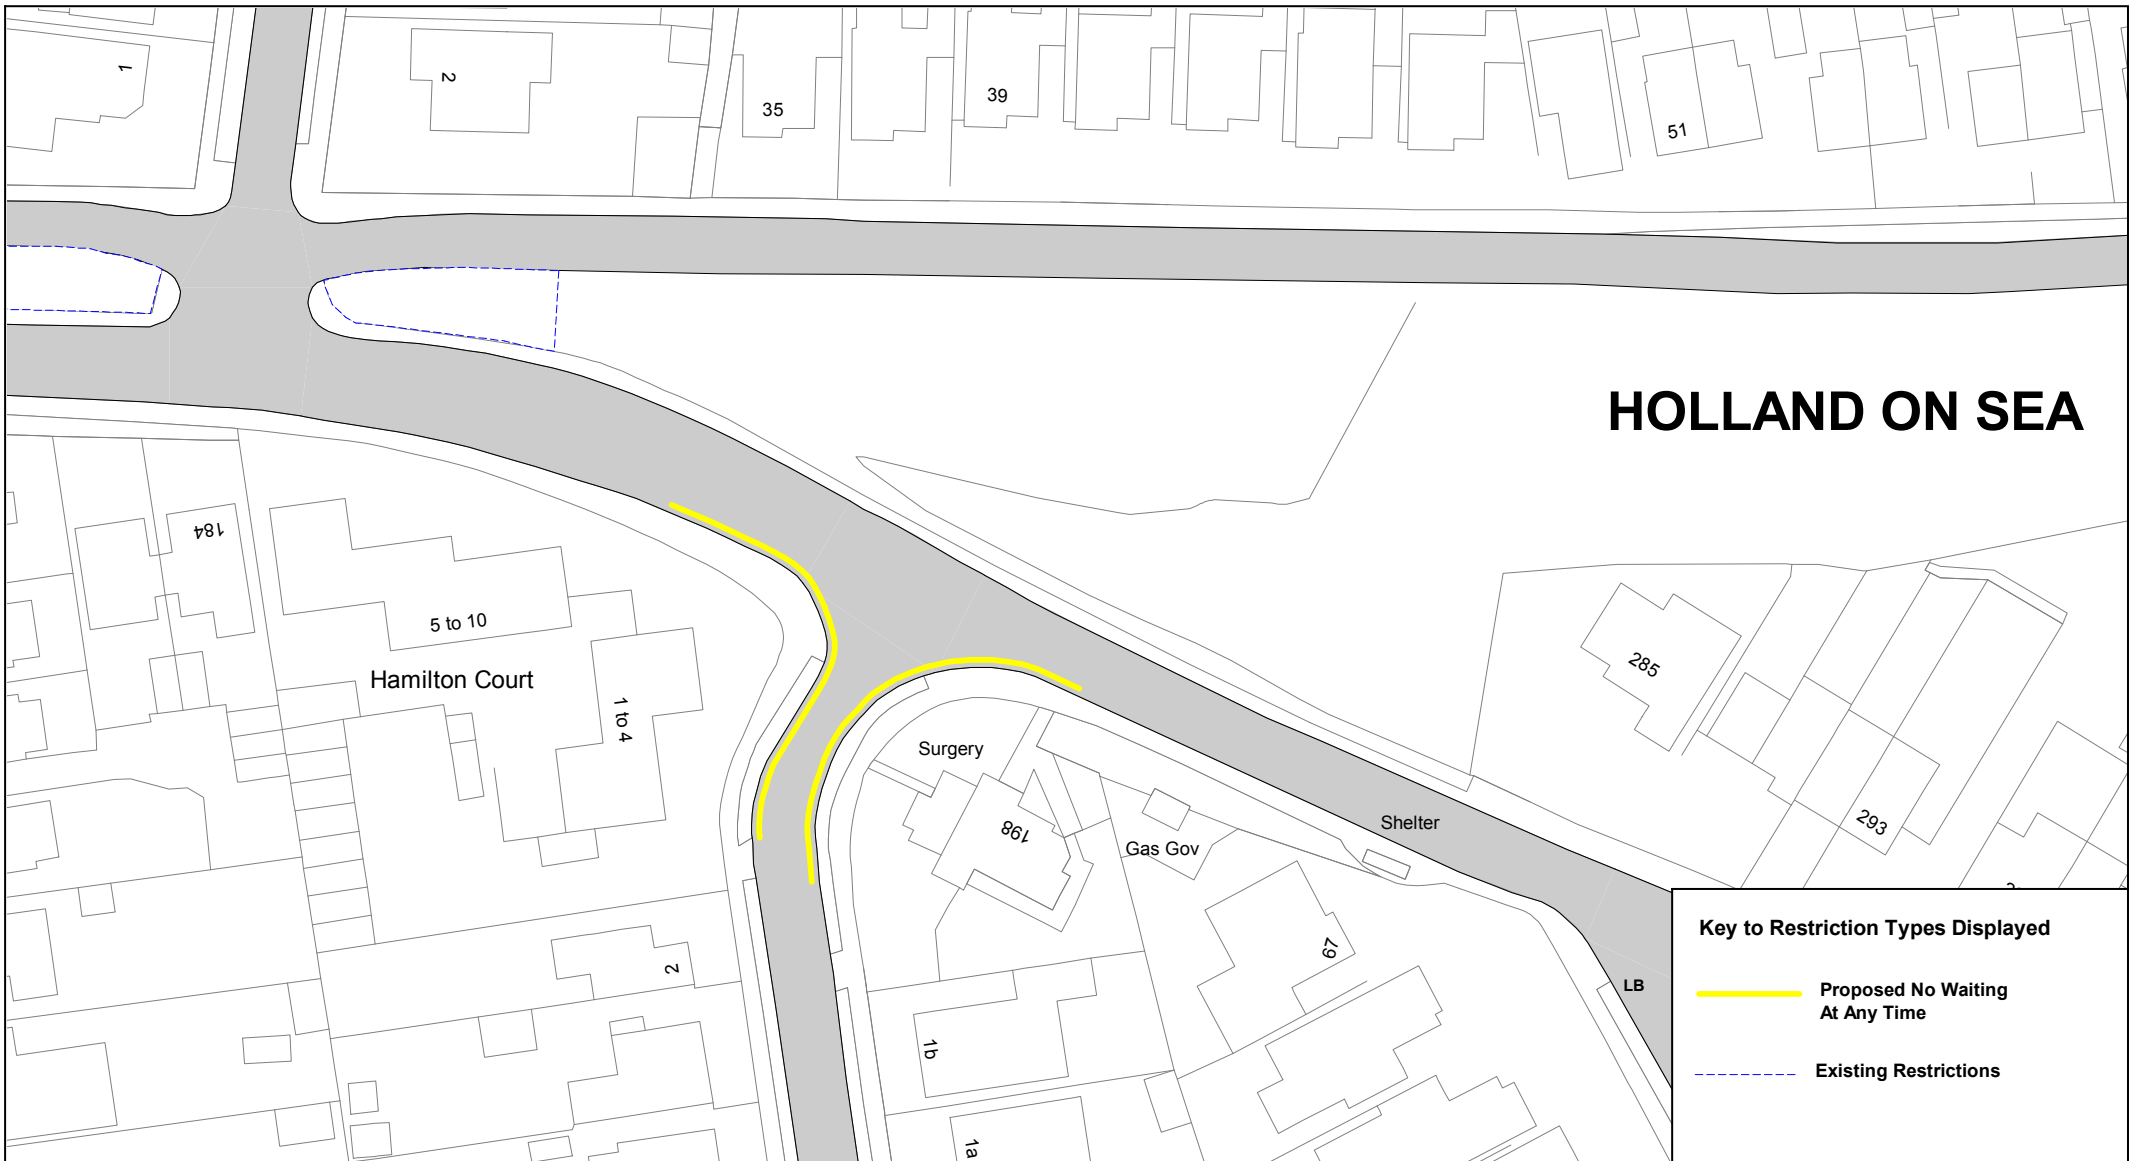 1
2
35
39
51
HOLLAND ON SEA
184
5 to 10
Hamilton Court
1 to 4
285
Surgery
198
Gas Gov
Shelter
293
67
2
LB
1b
1a
Key to Restriction Types Displayed
Proposed No Waiting
At Any Time
Existing Restrictions